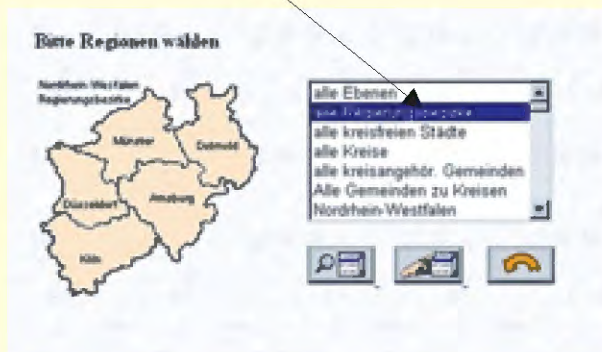 Bitte Regionen wählen
Nordrhein-Westfalen
Regierungsbezirke
Münster
Detmold
Düsseldorf
Arnsberg
Köln
alle Ebenen
alle Regierungsbezirke
alle kreisfreien Städte
alle Kreise
alle kreisangehör. Gemeinden
Alle Gemeinden zu Kreisen
Nordrhein-Westfalen